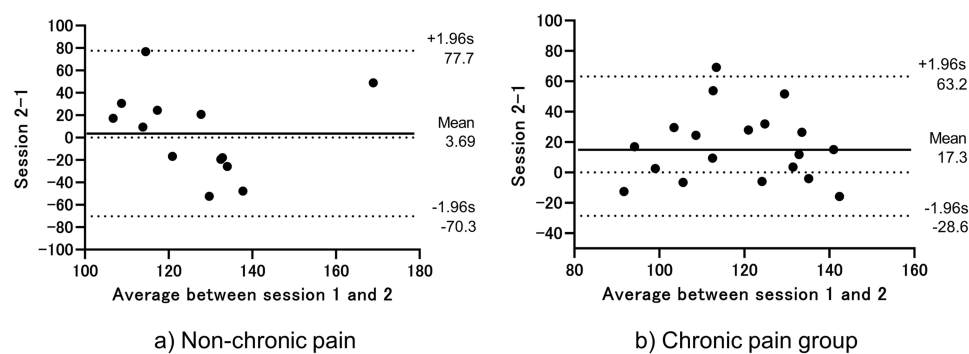 100
80
60
40
20
0
−20
−40
−60
−80
−100
Session 2−1
100 120 140 160 180
Average between session 1 and 2
+1.96s
77.7
Mean
3.69
-1.96s
-70.3
a) Non-chronic pain
100
80
60
40
20
0
−20
−40
Session 2-1
80 100 120 140 160
Average between session 1 and 2
+1.96s
63.2
Mean
17.3
-1.96s
-28.6
b) Chronic pain group